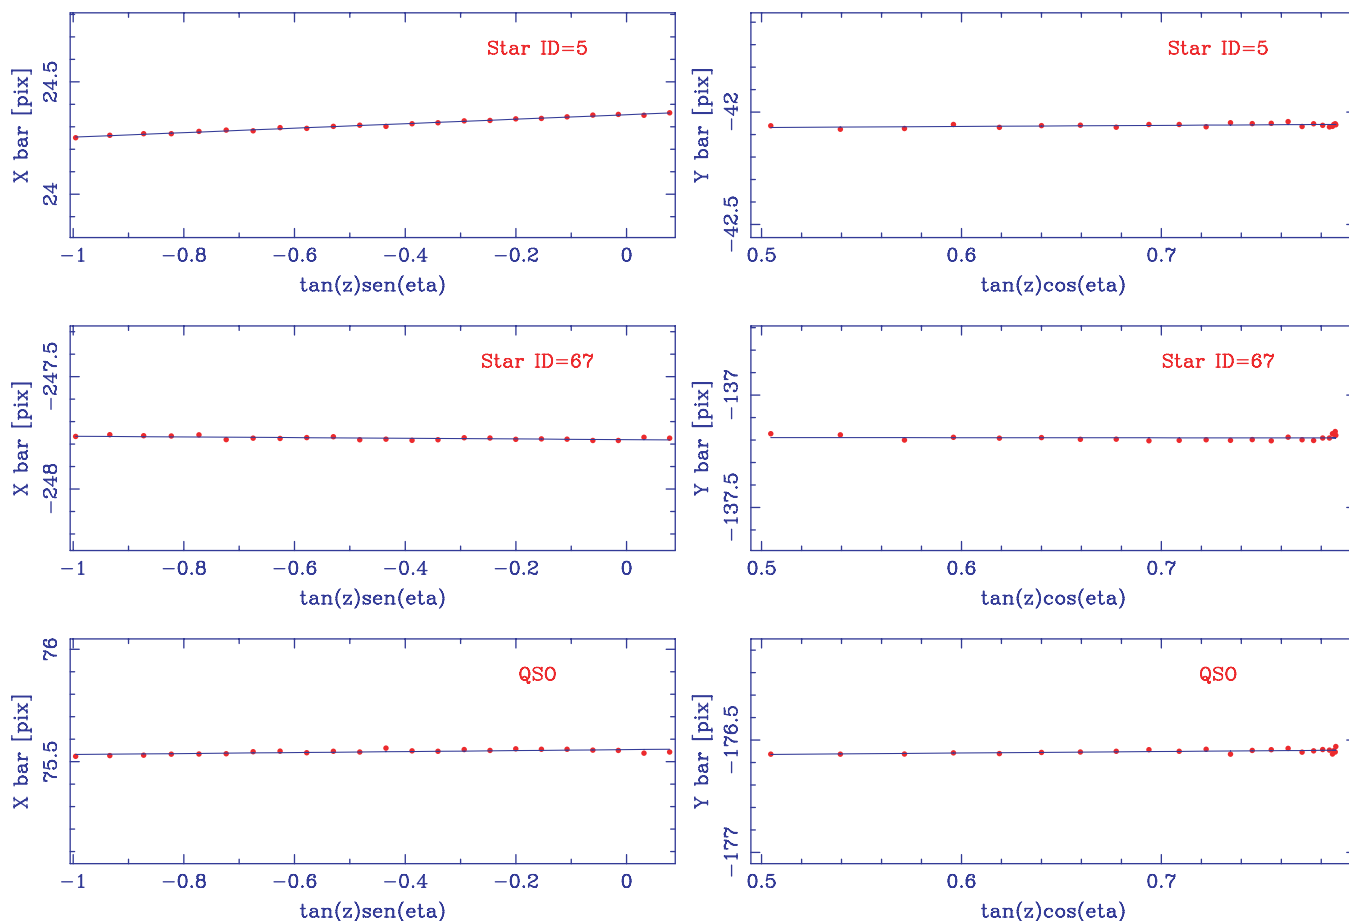 Star ID=5
X bar [pix]
24.5
24
−1 −0.8 −0.6 −0.4 −0.2 0
tan(z)sen(eta)
Star ID=5
Y bar [pix]
−42
−42.5
0.5 0.6 0.7
tan(z)cos(eta)
Star ID=67
X bar [pix]
−247.5
−248
−1 −0.8 −0.6 −0.4 −0.2 0
tan(z)sen(eta)
Star ID=67
Y bar [pix]
−137
−137.5
0.5 0.6 0.7
tan(z)cos(eta)
QSO
X bar [pix]
76
75.5
−1 −0.8 −0.6 −0.4 −0.2 0
tan(z)sen(eta)
QSO
Y bar [pix]
−176.5
−177
0.5 0.6 0.7
tan(z)cos(eta)